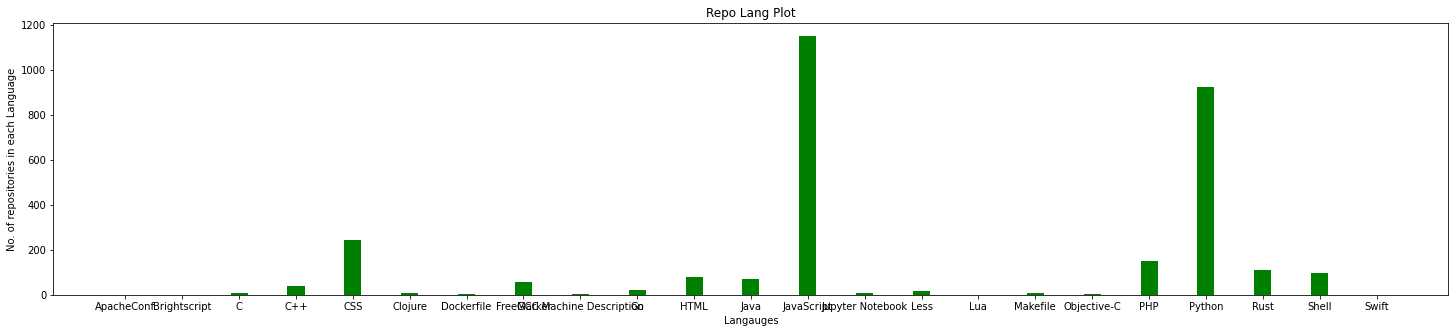 Repo Lang Plot
No. of repositories in each Language
1200
1000
800
600
400
200
0
ApacheConf
Brightscript
C
C++
CSS
Clojure
Dockerfile
FreeMarker
GCC Machine Description
Go
HTML
Java
JavaScript
Jupyter Notebook
Less
Lua
Makefile
Objective-C
PHP
Python
Rust
Shell
Swift
Langauges